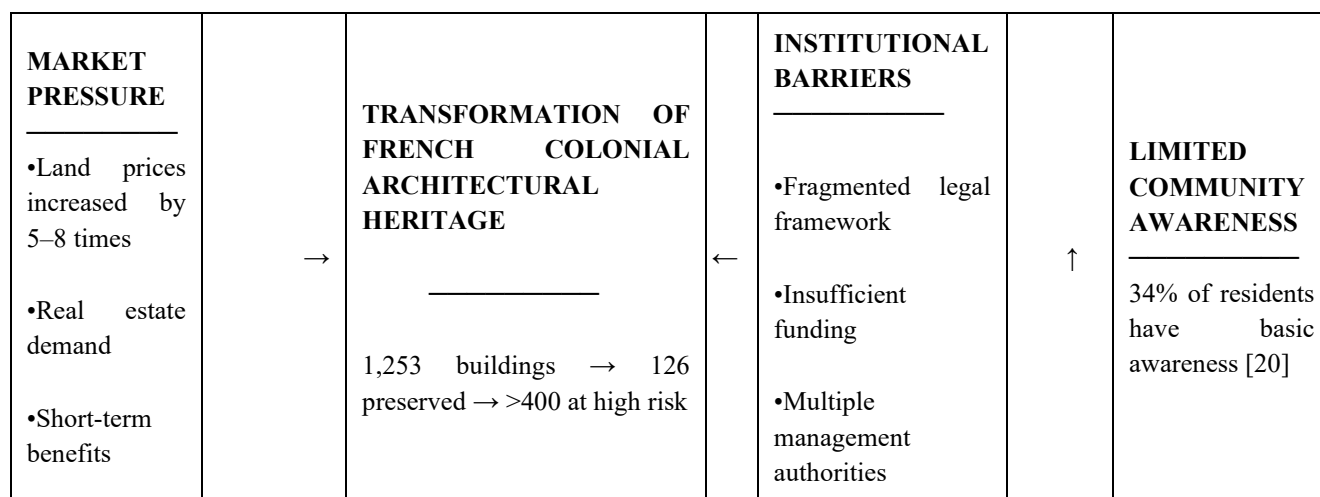 MARKET
PRESSURE
•Land prices
increased by
5–8 times
•Real estate
demand
•Short-term
benefits
→
TRANSFORMATION OF
FRENCH COLONIAL
ARCHITECTURAL
HERITAGE
1,253 buildings → 126
preserved → >400 at high risk
←
INSTITUTIONAL
BARRIERS
•Fragmented legal
framework
•Insufficient
funding
•Multiple
management
authorities
↑
LIMITED
COMMUNITY
AWARENESS
34% of residents
have basic
awareness [20]